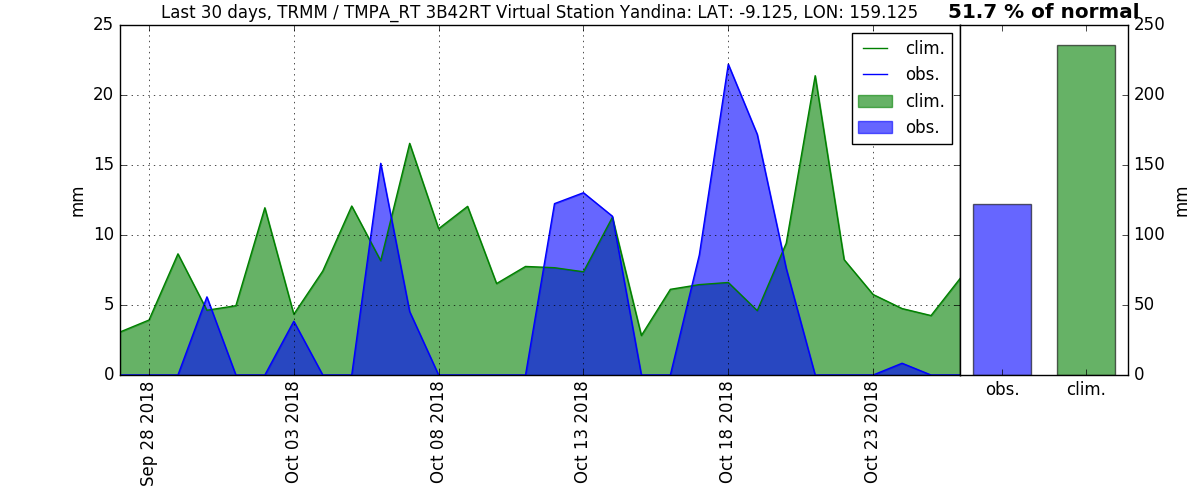 Last 30 days, TRMM / TMPA_RT 3B42RT Virtual Station Yandina: LAT: -9.125, LON: 159.125
51.7 % of normal
25
20
15
10
5
0
mm
clim.
obs.
clim.
obs.
Sep 28 2018
Oct 03 2018
Oct 08 2018
Oct 13 2018
Oct 18 2018
Oct 23 2018
250
200
150
100
50
0
mm
obs.
clim.